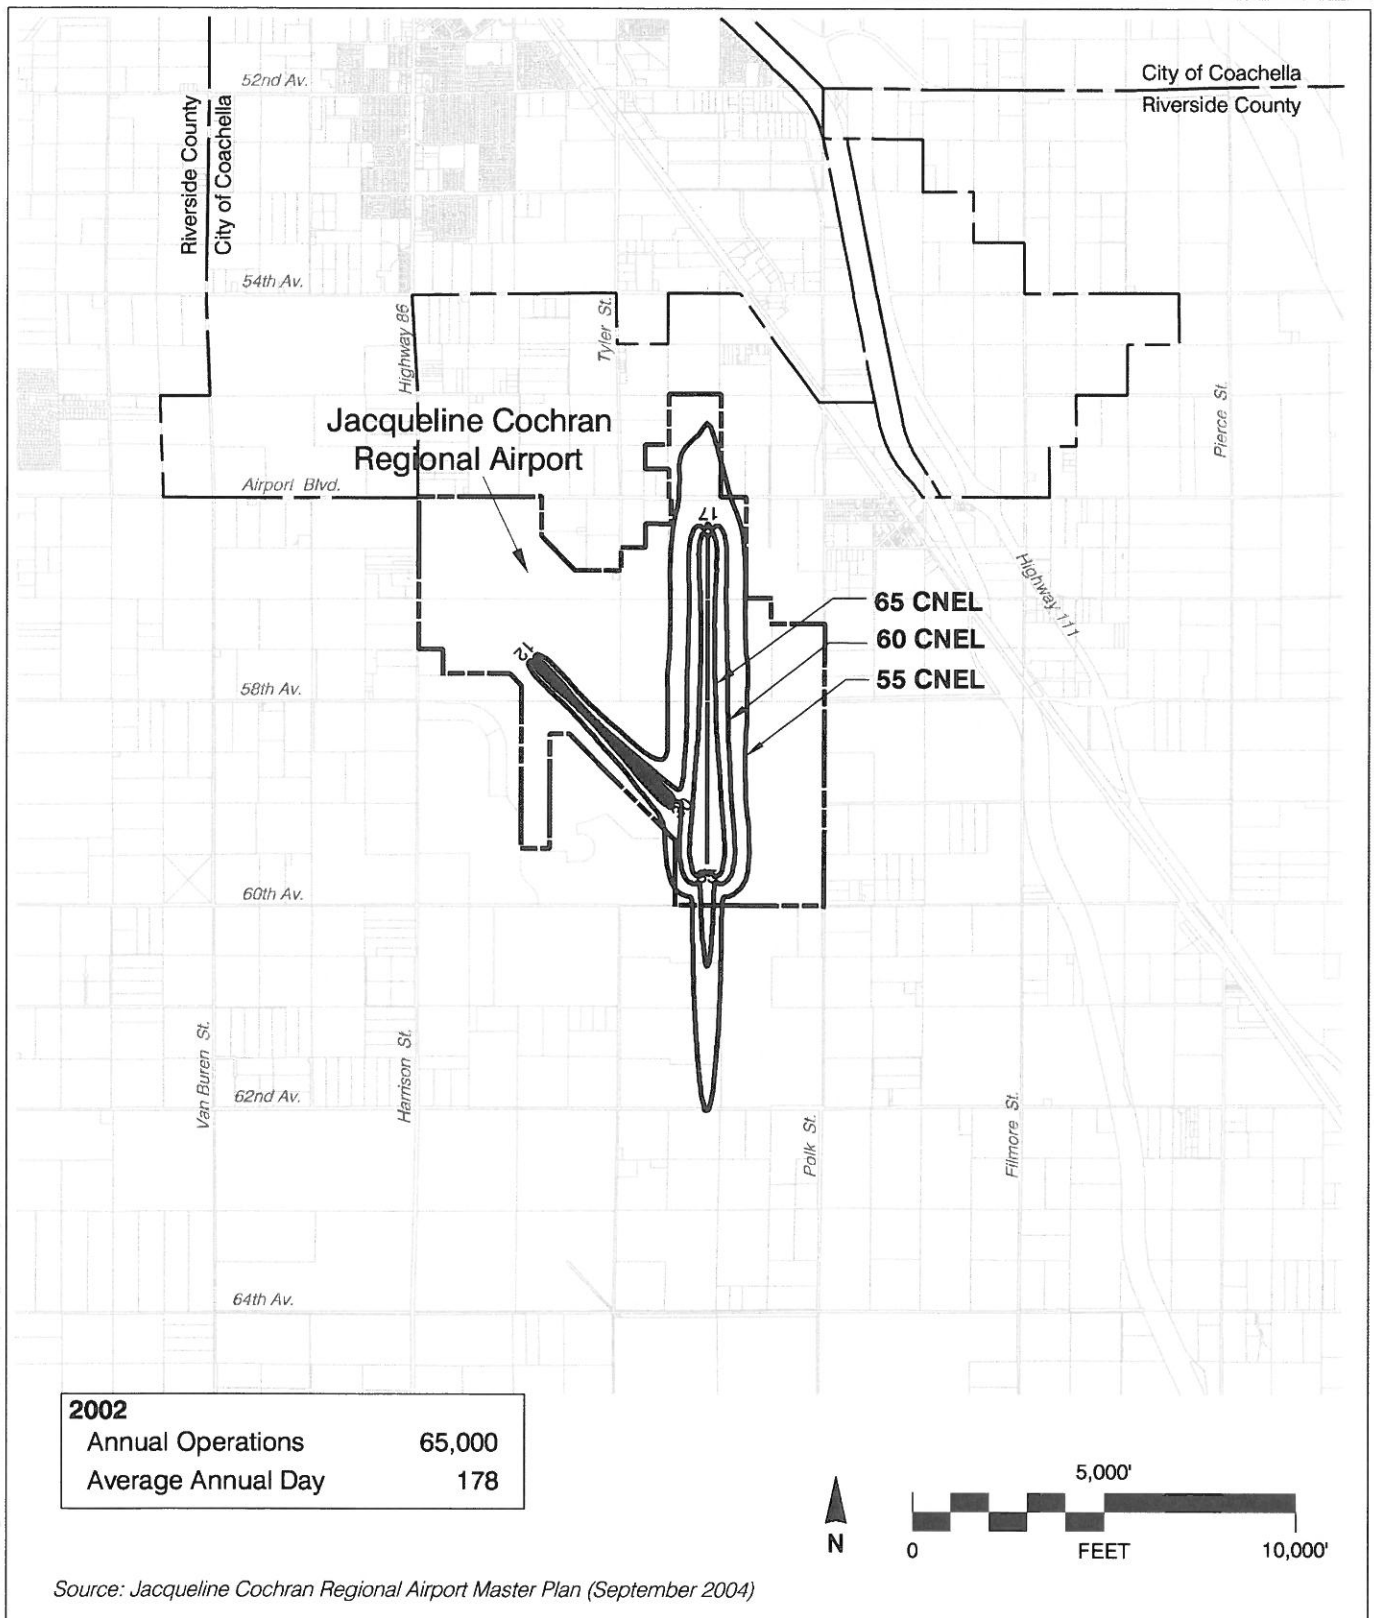 52nd Av.
City of Coachella
Riverside County
Riverside County
City of Coachella
54th Av.
Highway 86
Tyler St.
Pierce St.
Jacqueline Cochran
Regional Airport
Airport Blvd.
17
Highway 111
65 CNEL
60 CNEL
55 CNEL
12
58th Av.
60th Av.
Van Buren St.
Harrison St.
62nd Av.
Polk St.
Filmore St.
64th Av.
2002
Annual Operations 65,000
Average Annual Day 178
N
5,000'
0 FEET 10,000'
Source: Jacqueline Cochran Regional Airport Master Plan (September 2004)